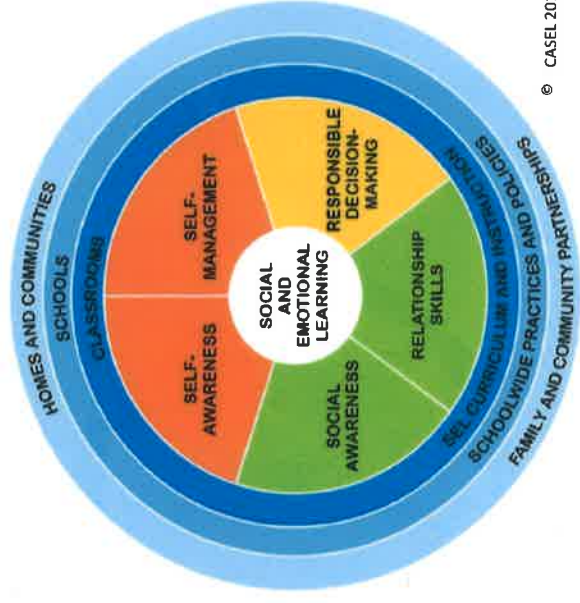 HOMES AND COMMUNITIES
SCHOOLS
CLASSROOMS
SELF-
AWARENESS
SELF-
MANAGEMENT
SOCIAL
AWARENESS
SOCIAL
AND
EMOTIONAL
LEARNING
RESPONSIBLE
DECISION-
MAKING
RELATIONSHIP
SKILLS
SEL CURRICULUM AND INSTRUCTION
SCHOOLWIDE PRACTICES AND POLICIES
FAMILY AND COMMUNITY PARTNERSHIPS
© CASEL